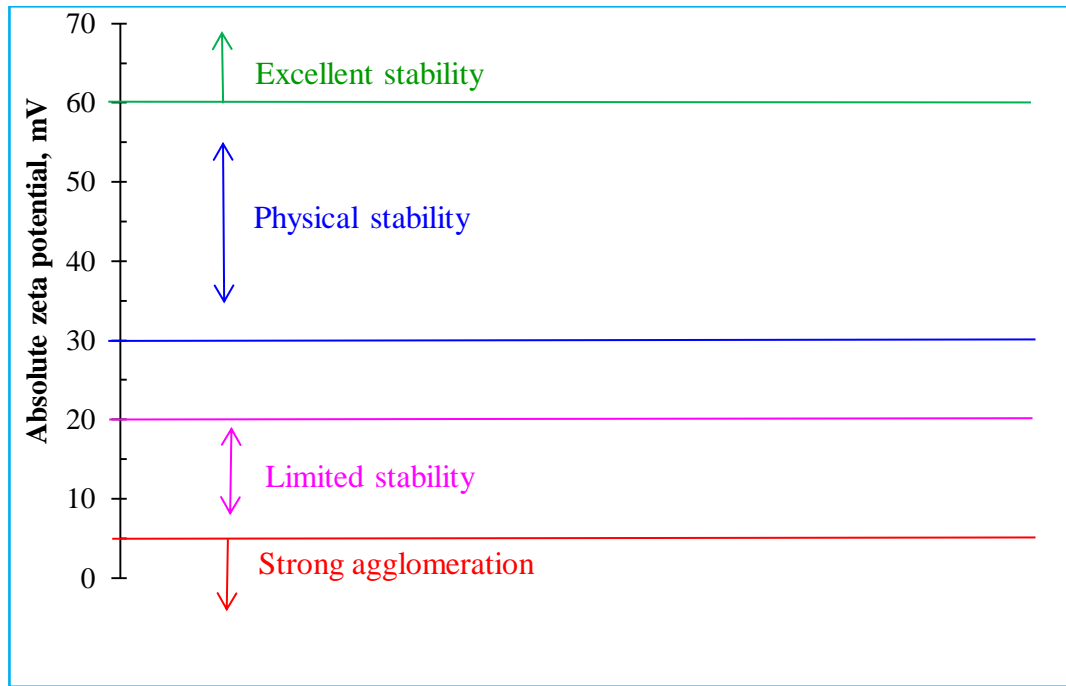 Absolute zeta potential, mV
70
Excellent stability
60
50
Physical stability
40
30
20
Limited stability
10
Strong agglomeration
0